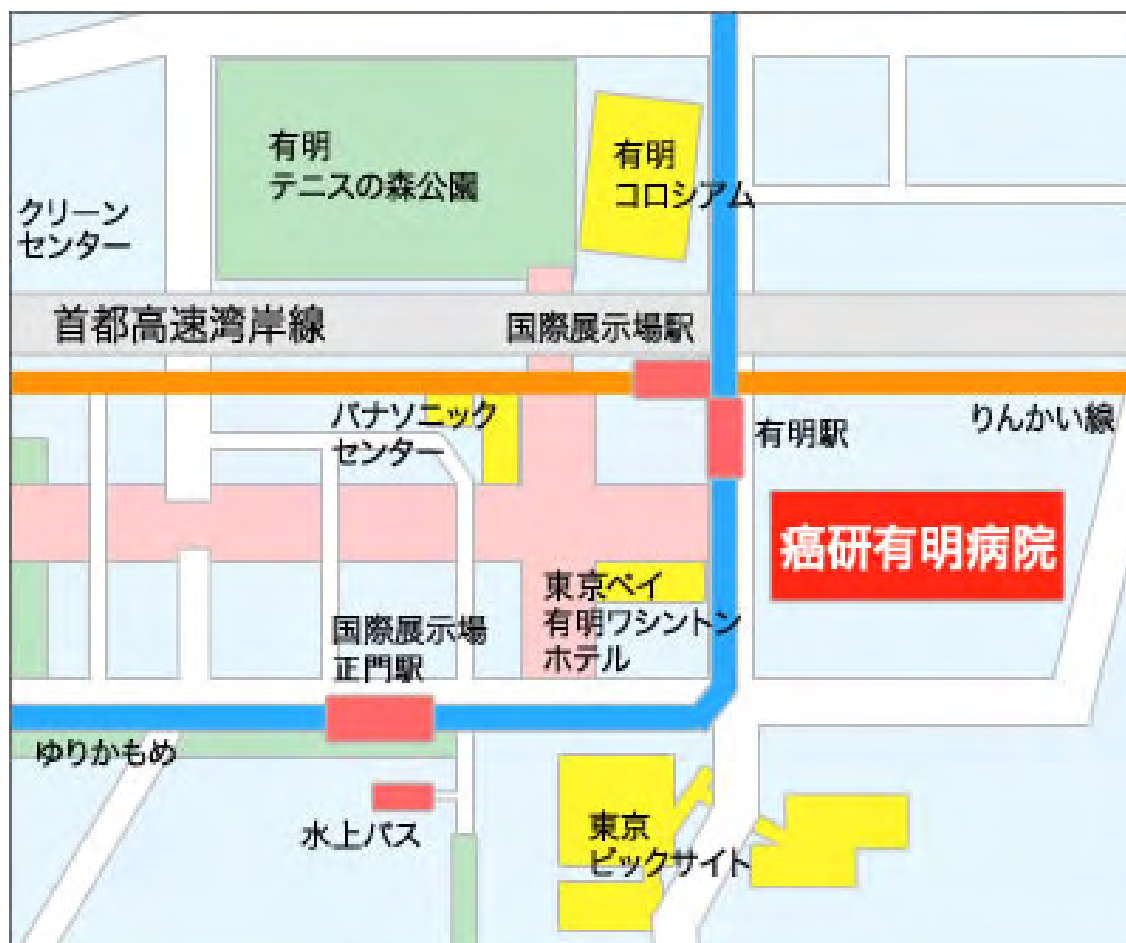 有明
テニスの森公園
有明
コロシアム
クリーン
センター
首都高速湾岸線
国際展示場駅
パナソニック
センター
有明駅
りんかい線
癌研有明病院
東京ベイ
有明ワシントン
ホテル
国際展示場
正門駅
ゆりかもめ
水上バス
東京
ビックサイト